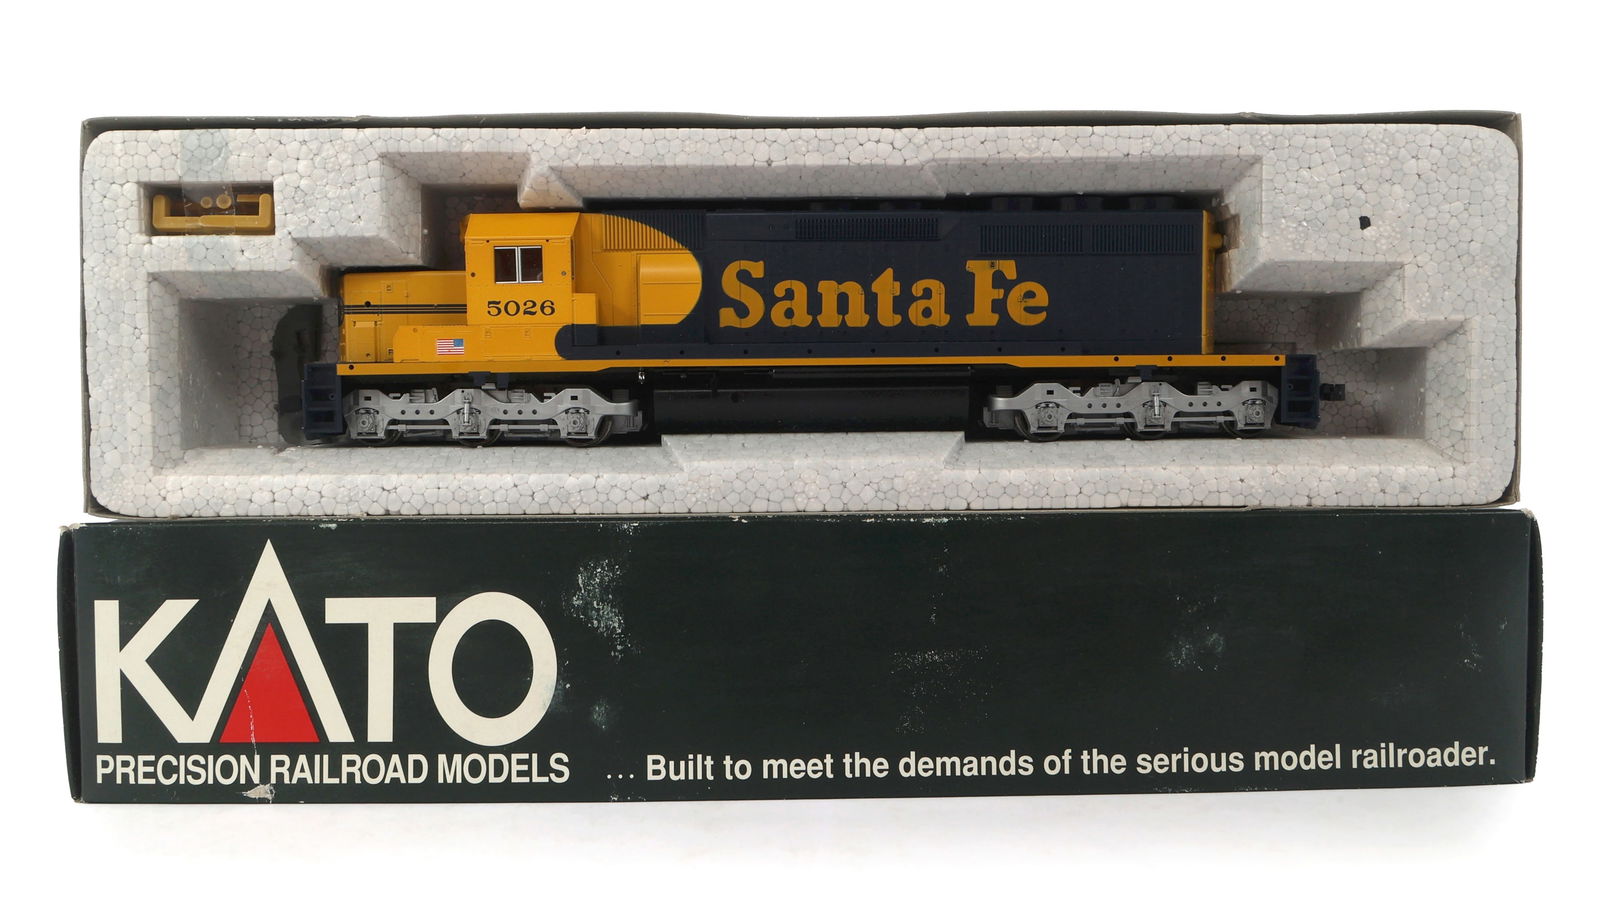 Santa Fe
5026
KATO
PRECISION RAILROAD MODELS ... Built to meet the demands of the serious model railroader.